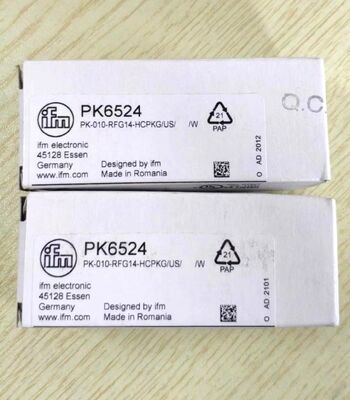 ifm
PK6524
PK-010-RFG14-HCPKG/US/ /W
21
PAP
ifm electronic
45128 Essen
Germany
www.ifm.com
Designed by ifm
Made in Romania
O AD 2012
Q.C
ifm
PK6524
PK-010-RFG14-HCPKG/US/ /W
21
PAP
ifm electronic
45128 Essen
Germany
www.ifm.com
Designed by ifm
Made in Romania
O AD 2101